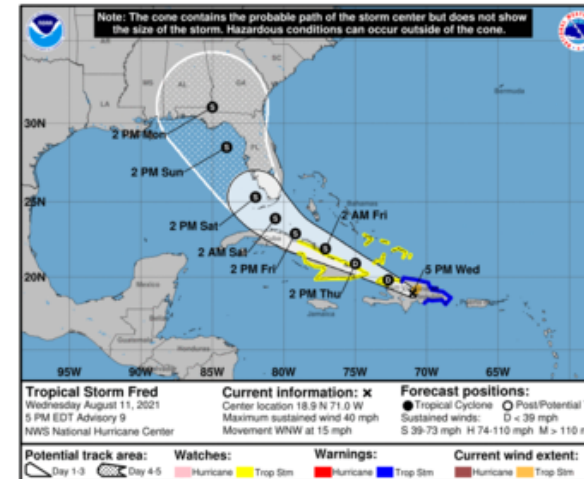 Note: The cone contains the probable path of the storm center but does not show
the size of the storm. Hazardous conditions can occur outside of the cone.
SC
MS
AL
GA
LA
Bermuda
30N
2 PM Mon
FL
2 PM Sun
25N
2 PM Sat
Bahamas
2 AM Fri
2 AM Sat
Cuba
2 PM Fri
5 PM Wed
20N
2 PM Thu
Mexico
Jamaica
Belize
Guatemala
Honduras
95W 90W 85W 80W 75W 70W 65W
S S S S S S D D
Tropical Storm Fred
Wednesday August 11, 2021
5 PM EDT Advisory 9
NWS National Hurricane Center
Current information: ×
Center location 18.9 N 71.0 W
Maximum sustained wind 40 mph
Movement WNW at 15 mph
Forecast positions:
● Tropical Cyclone ○ Post/Potential T
Sustained winds: D < 39 mph
S 39-73 mph H 74-110 mph M > 110 m
Potential track area:
Day 1-3 Day 4-5
Watches:
Hurricane Trop Stm
Warnings:
Hurricane Trop Stm
Current wind extent:
Hurricane Trop Stm